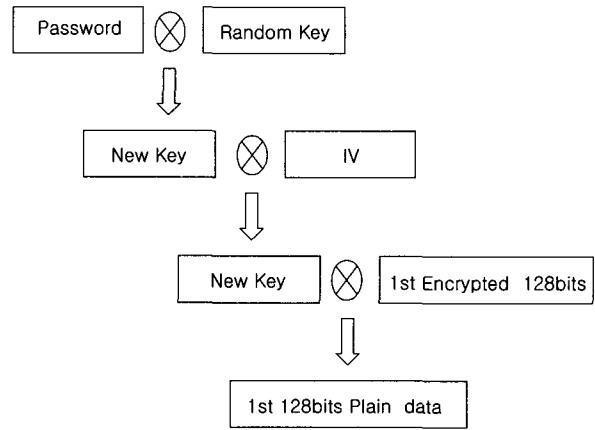 Password
Random Key
New Key
IV
New Key
1st Encrypted 128bits
1st 128bits Plain data